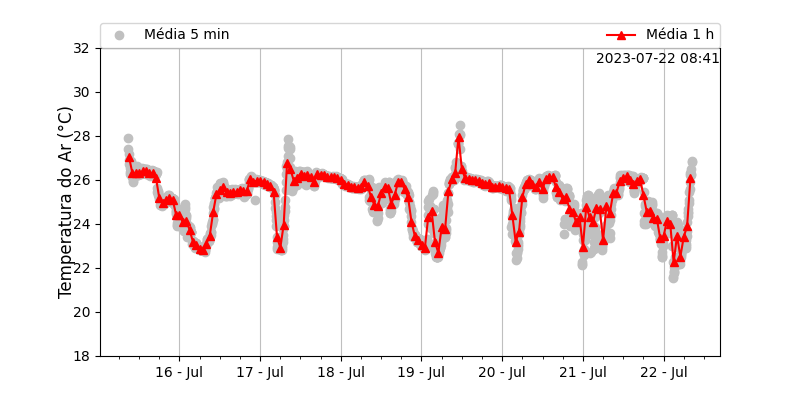 Média 5 min
Média 1 h
2023-07-22 08:41
Temperatura do Ar (°C)
32
30
28
26
24
22
20
18
16 - Jul
17 - Jul
18 - Jul
19 - Jul
20 - Jul
21 - Jul
22 - Jul